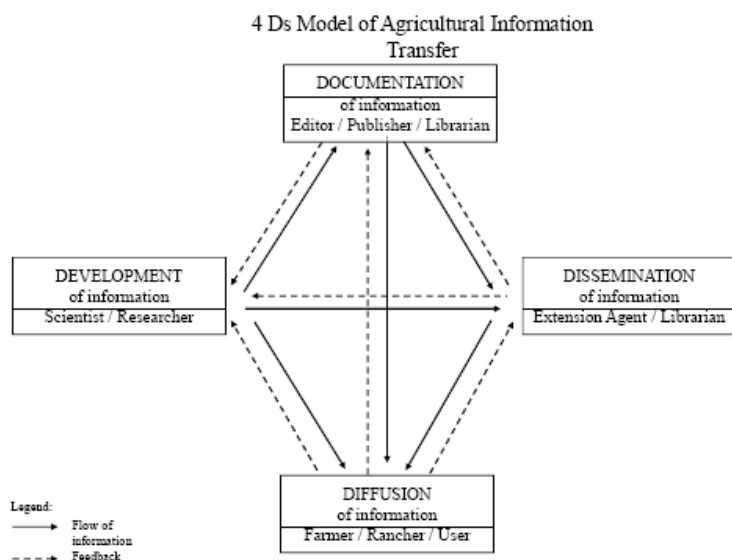 4 Ds Model of Agricultural Information
Transfer
DOCUMENTATION
of information
Editor / Publisher / Librarian
DEVELOPMENT
of information
Scientist / Researcher
DISSEMINATION
of information
Extension Agent / Librarian
DIFFUSION
of information
Farmer / Rancher / User
Legend:
Flow of
information
Feedback